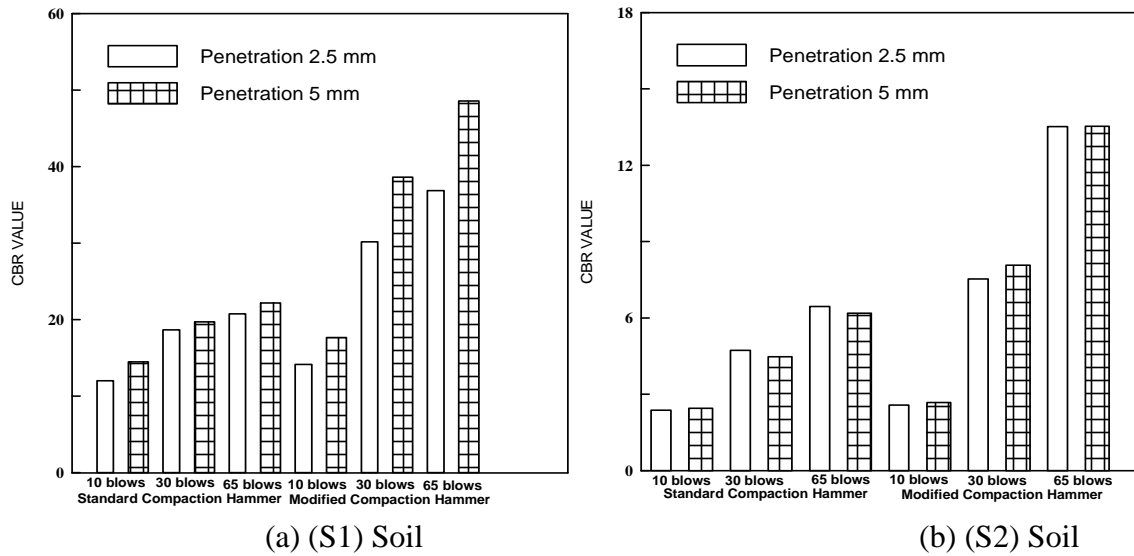 60
40
20
0
CBR VALUE
Penetration 2.5 mm
Penetration 5 mm
10 blows 30 blows 65 blows 10 blows 30 blows 65 blows
Standard Compaction Hammer Modified Compaction Hammer
(a) (S1) Soil
18
12
6
0
CBR VALUE
Penetration 2.5 mm
Penetration 5 mm
10 blows 30 blows 65 blows 10 blows 30 blows 65 blows
Standard Compaction Hammer Modified Compaction Hammer
(b) (S2) Soil